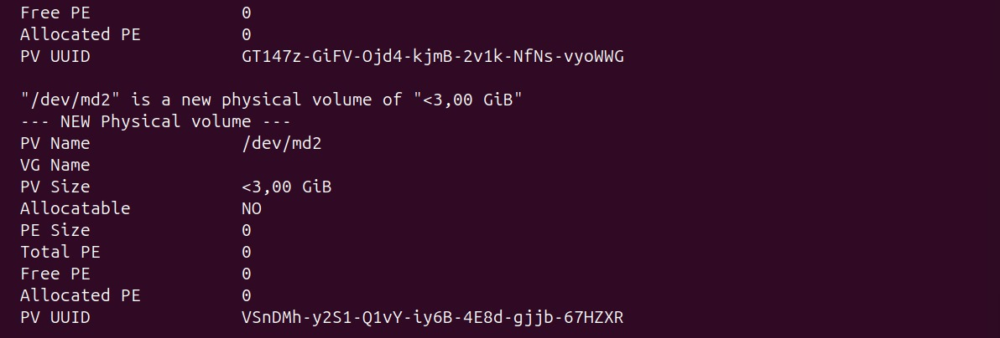 Free PE 0
Allocated PE 0
PV UUID GT147z-GiFV-Ojd4-kjmB-2v1k-NfNs-vyoWWG
"/dev/md2" is a new physical volume of "<3,00 GiB"
--- NEW Physical volume ---
PV Name /dev/md2
VG Name
PV Size <3,00 GiB
Allocatable NO
PE Size 0
Total PE 0
Free PE 0
Allocated PE 0
PV UUID VSnDMh-y2S1-Q1vY-iy6B-4E8d-gjjb-67HZXR